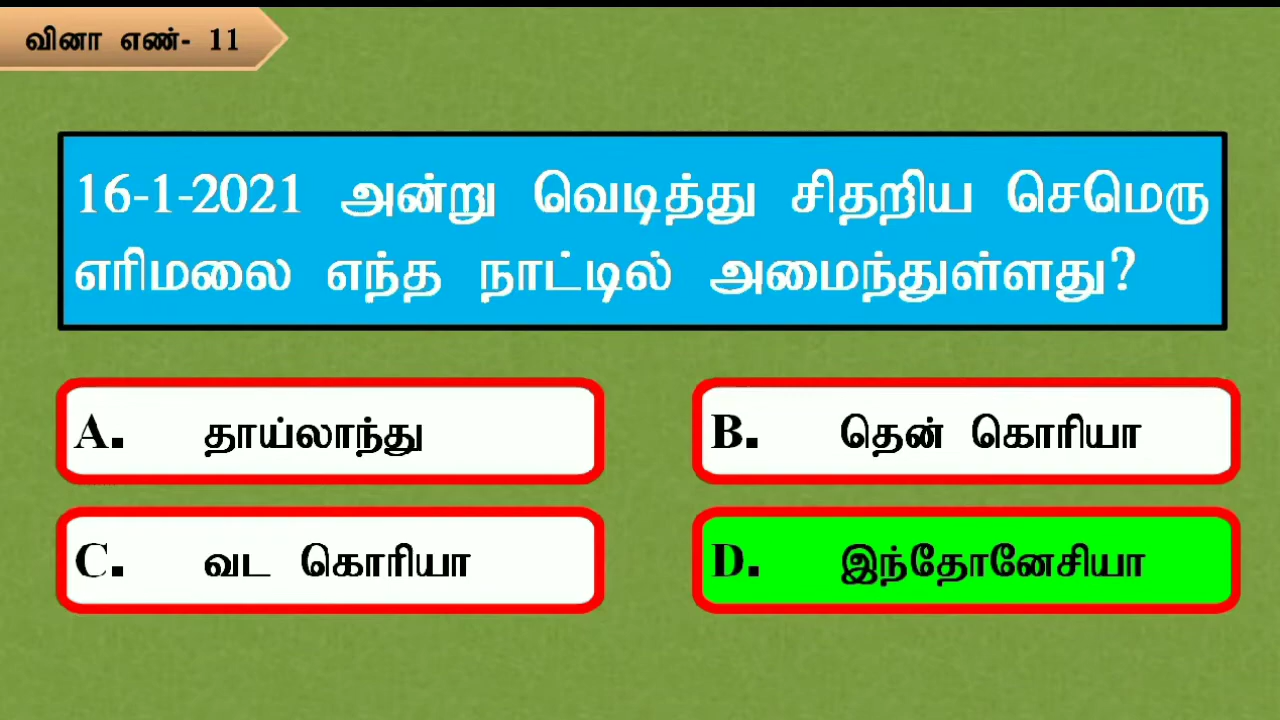 வினா எண்- 11
16-1-2021 அன்று வெடித்து சிதறிய செமெரு
எரிமலை எந்த நாட்டில் அமைந்துள்ளது?
A. தாய்லாந்து
B. தென் கொரியா
C. வட கொரியா
D. இந்தோனேசியா